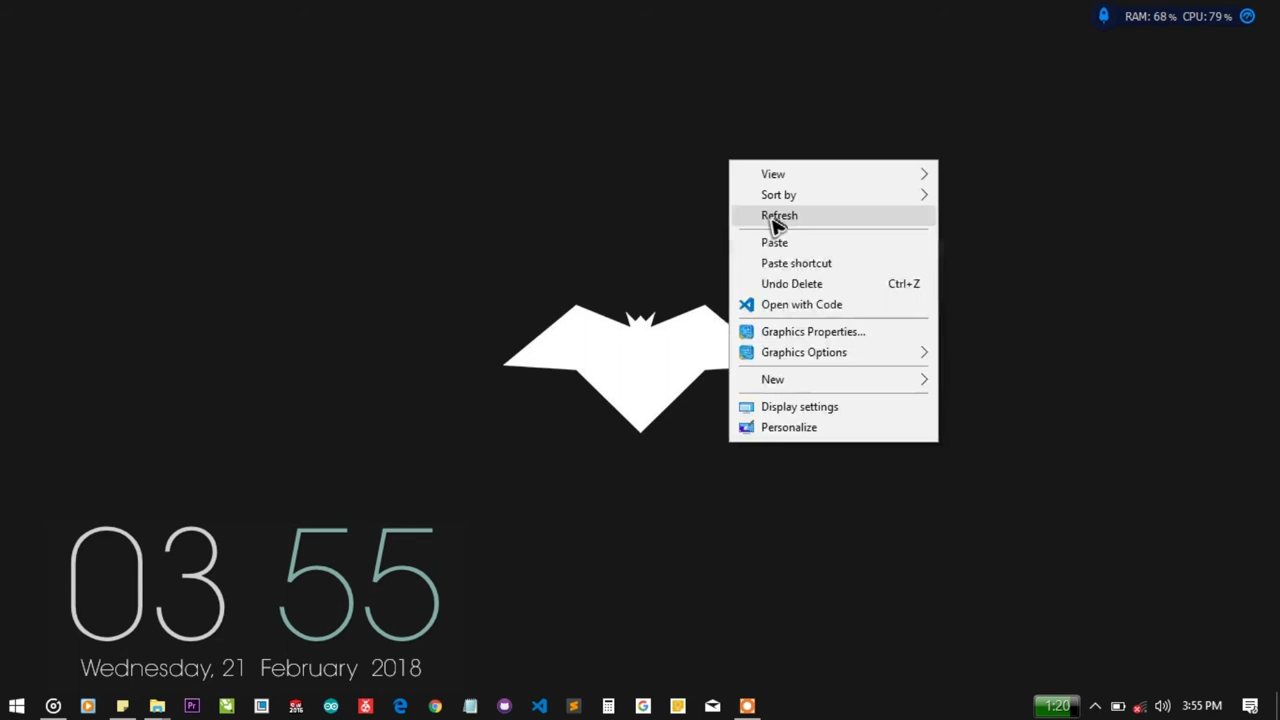 RAM: 68 % CPU: 79 %
View
Sort by
Refresh
Paste
Paste shortcut
Undo Delete Ctrl+Z
Open with Code
Graphics Properties...
Graphics Options
New
Display settings
Personalize
03 55
Wednesday, 21 February 2018
Pr
1:20
3:55 PM